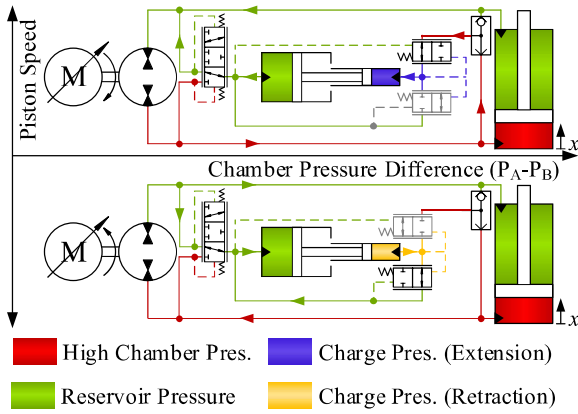 Piston Speed
M
x
Chamber Pressure Difference (P_A-P_B)
M
x
High Chamber Pres.
Charge Pres. (Extension)
Reservoir Pressure
Charge Pres. (Retraction)